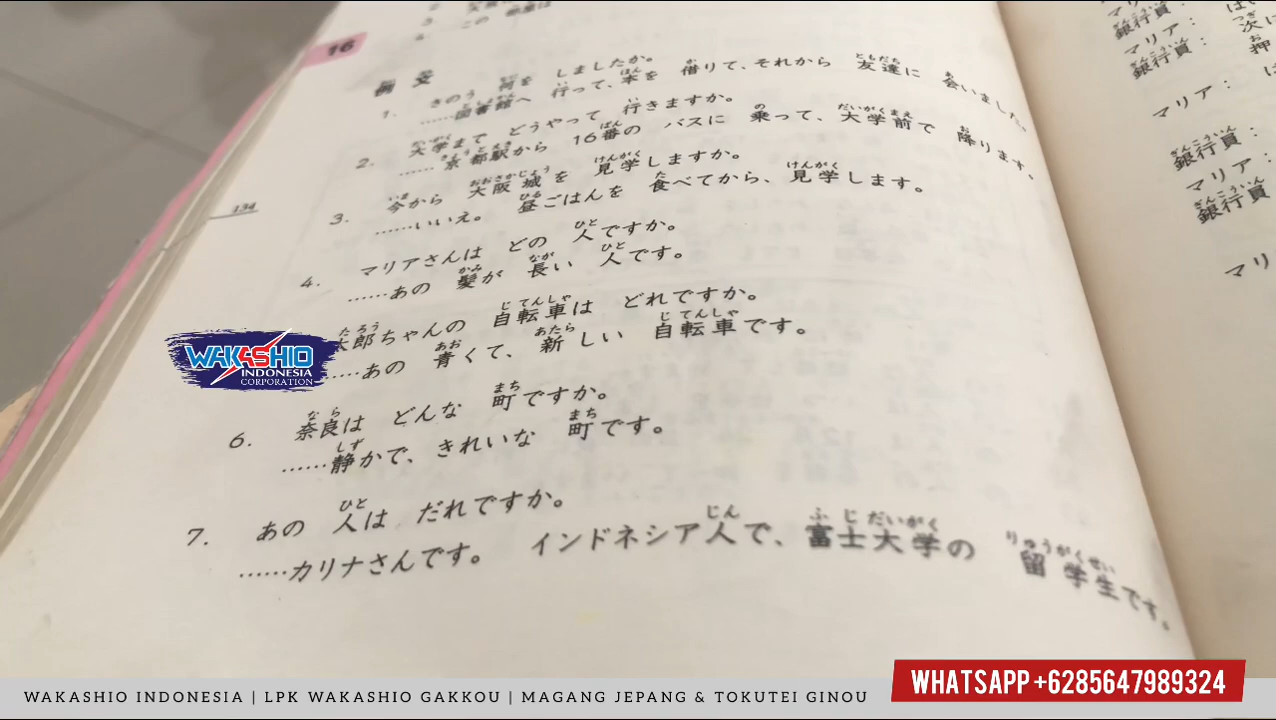 16
例文
1. きのう 何を しましたか。
……図書館へ 行って、本を 借りて、それから 友達に 会いました。
2. 大学まで どうやって 行きますか。
……京都駅から 16番の バスに 乗って、大学前で 降ります。
3. 今から 大阪城を 見学しますか。
……いいえ。 昼ごはんを 食べてから、見学します。
134
4. マリアさんは どの 人ですか。
……あの 髪が 長い 人です。
太郎ちゃんの 自転車は どれですか。
……あの 青くて、新しい 自転車です。
6. 奈良は どんな 町ですか。
……静かで、きれいな 町です。
7. あの 人は だれですか。
……カリナさんです。 インドネシア人で、富士大学の 留学生です。
銀行員:
マリア:
銀行員:
マリア:
銀行員:
マリア:
銀行員:
マリ
WAKASHIO
INDONESIA
CORPORATION
WAKASHIO INDONESIA | LPK WAKASHIO GAKKOU | MAGANG JEPANG & TOKUTEI GINOU
WHATSAPP +6285647989324